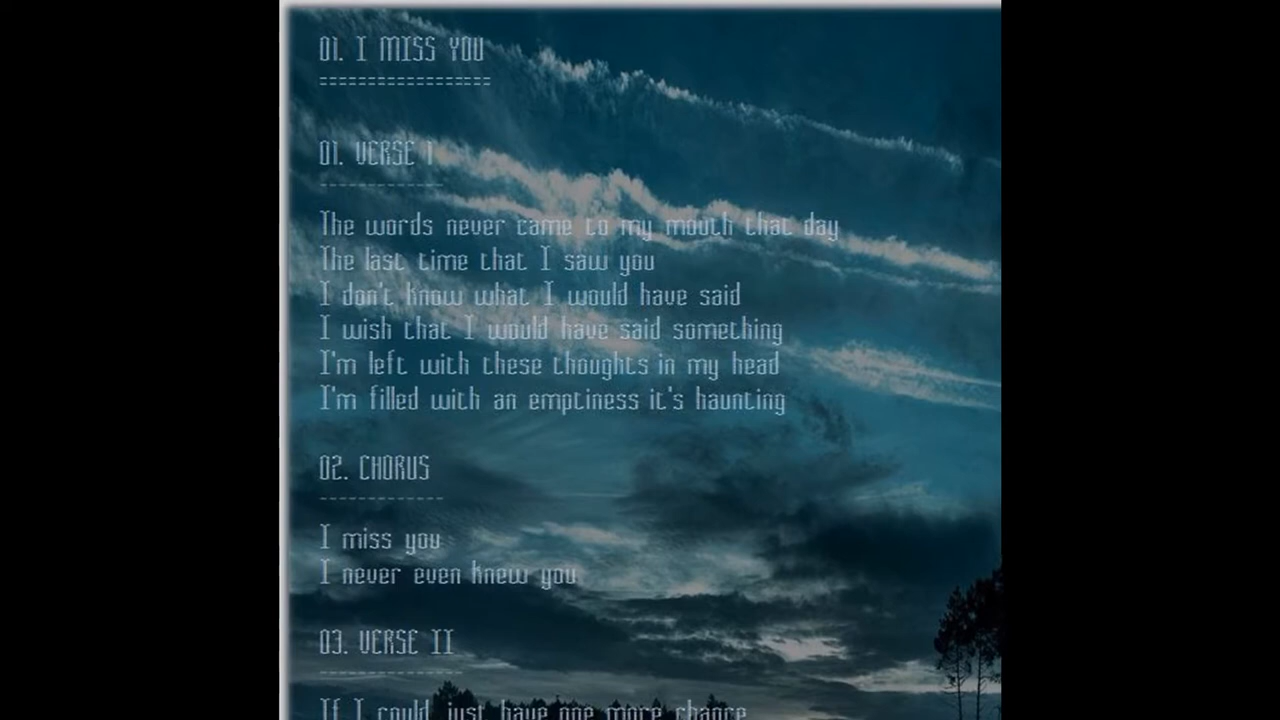 01. I MISS YOU
=================
01. VERSE I
------------
The words never came to my mouth that day
The last time that I saw you
I don't know what I would have said
I wish that I would have said something
I'm left with these thoughts in my head
I'm filled with an emptiness it's haunting
02. CHORUS
------------
I miss you
I never even knew you
03. VERSE II
--------------
If I could just have one more chance